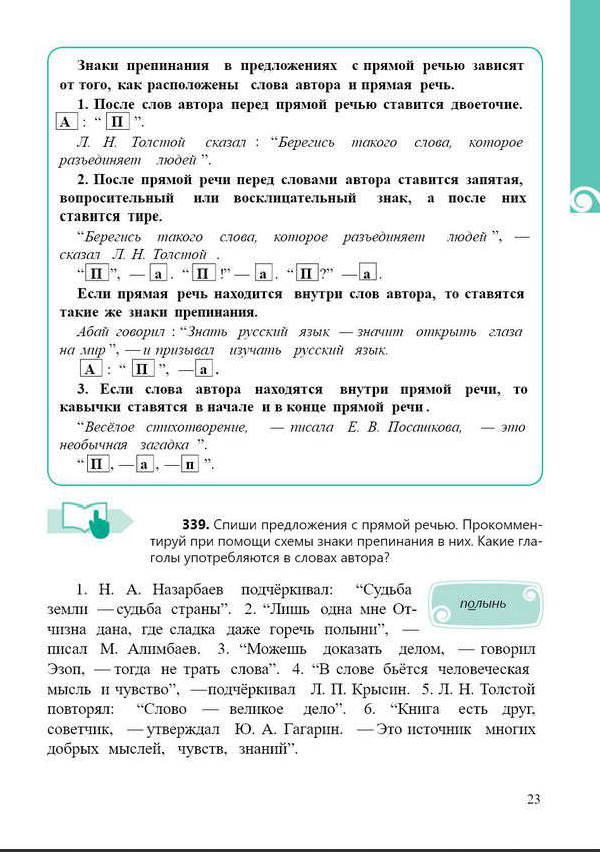 Знаки препинания в предложениях с прямой речью зависят
от того, как расположены слова автора и прямая речь.
1. После слов автора перед прямой речью ставится двоеточие.
А : “ П ”.
Л. Н. Толстой сказал : “Берегись такого слова, которое
разъединяет людей ”.
2. После прямой речи перед словами автора ставится запятая,
вопросительный или восклицательный знак, а после них
ставится тире.
“Берегись такого слова, которое разъединяет людей ”, —
сказал Л. Н. Толстой .
“ П ”, — а . “ П !” — а . “ П ?” — а .
Если прямая речь находится внутри слов автора, то ставятся
такие же знаки препинания.
Абай говорил : “Знать русский язык — значит открыть глаза
на мир ”, — и призывал изучать русский язык.
А : “ П ”, — а .
3. Если слова автора находятся внутри прямой речи, то
кавычки ставятся в начале и в конце прямой речи .
“Весёлое стихотворение, — писала Е. В. Посашкова, — это
необычная загадка ”.
“ П , — а , — п ”.
339. Спиши предложения с прямой речью. Прокоммен-
тируй при помощи схемы знаки препинания в них. Какие гла-
голы употребляются в словах автора?
1. Н. А. Назарбаев подчёркивал: “Судьба
земли — судьба страны”. 2. “Лишь одна мне От-
чизна дана, где сладка даже горечь полыни”, —
полынь
писал М. Алимбаев. 3. “Можешь доказать делом, — говорил
Эзоп, — тогда не трать слова”. 4. “В слове бьётся человеческая
мысль и чувство”, —подчёркивал Л. П. Крысин. 5. Л. Н. Толстой
повторял: “Слово — великое дело”. 6. “Книга есть друг,
советчик, — утверждал Ю. А. Гагарин. — Это источник многих
добрых мыслей, чувств, знаний”.
23